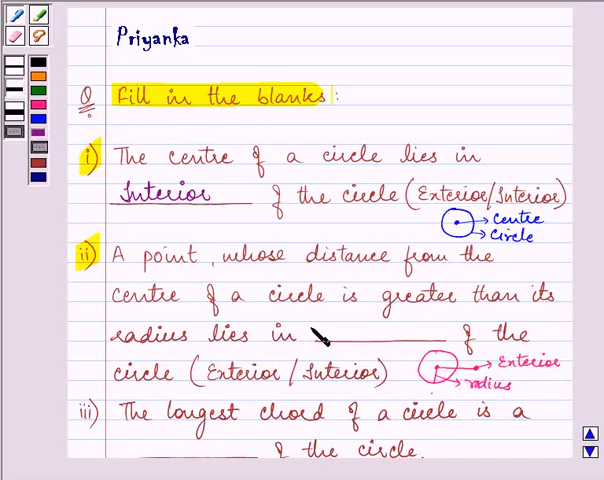 Priyanka
Q Fill in the blanks :
i) The centre of a circle lies in
Interior of the circle (Exterior/Interior)
centre
circle
ii) A point, whose distance from the
centre of a circle is greater than its
radius lies in ________ of the
circle (Exterior / Interior)
Exterior
radius
iii) The longest chord of a circle is a
________ of the circle.